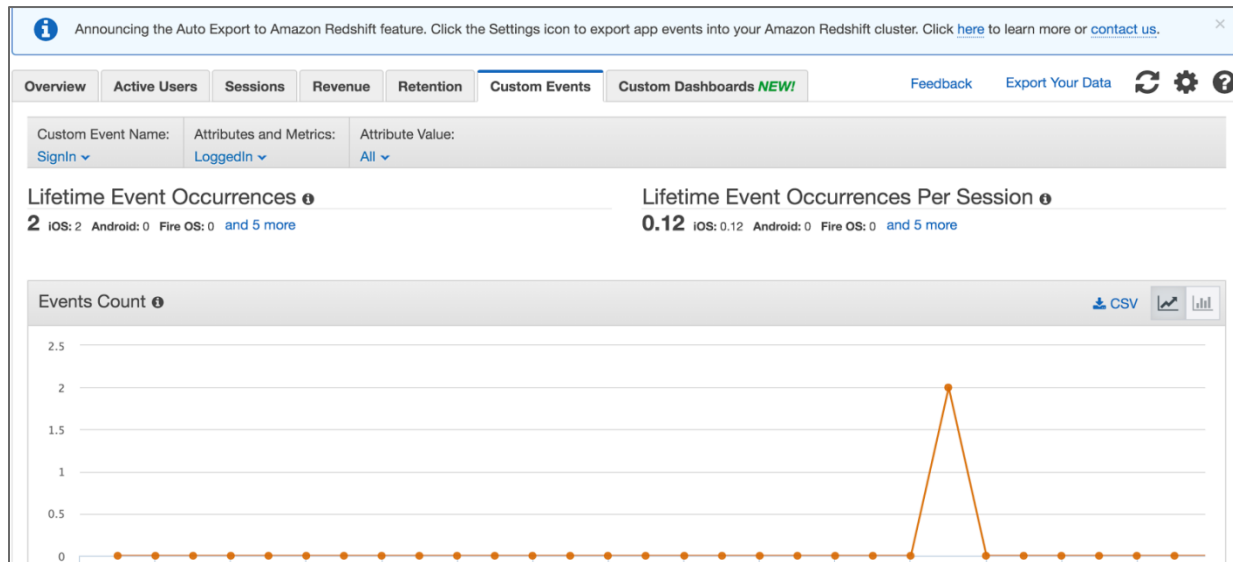 Announcing the Auto Export to Amazon Redshift feature. Click the Settings icon to export app events into your Amazon Redshift cluster. Click here to learn more or contact us.
Overview Active Users Sessions Revenue Retention Custom Events Custom Dashboards NEW! Feedback Export Your Data
Custom Event Name: Attributes and Metrics: Attribute Value:
SignIn LoggedIn All
Lifetime Event Occurrences Lifetime Event Occurrences Per Session
2 iOS: 2 Android: 0 Fire OS: 0 and 5 more 0.12 iOS: 0.12 Android: 0 Fire OS: 0 and 5 more
Events Count CSV
2.5
2
1.5
1
0.5
0